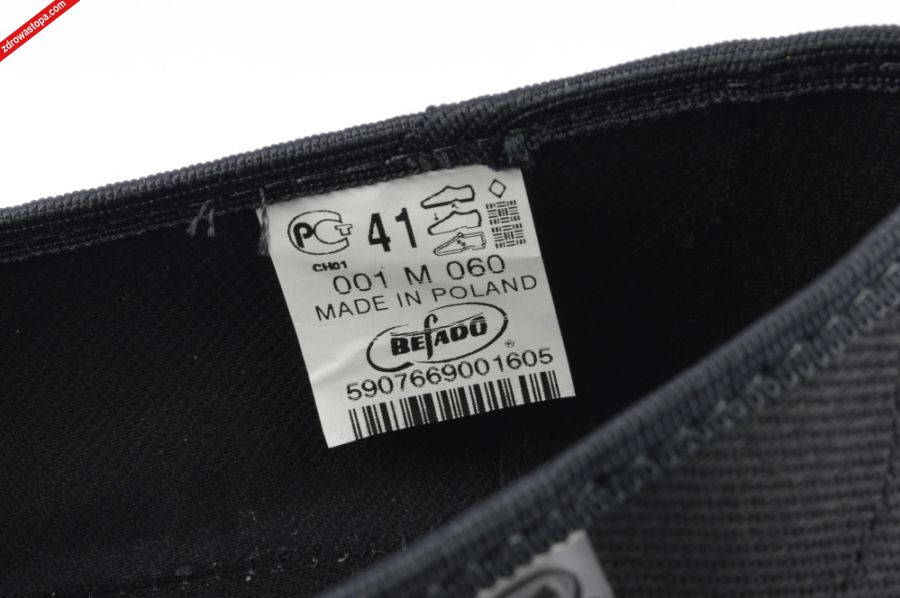 zdrowastopa.com
PCT 41
CH01
001 M 060
MADE IN POLAND
BEfADO ®
5907669001605